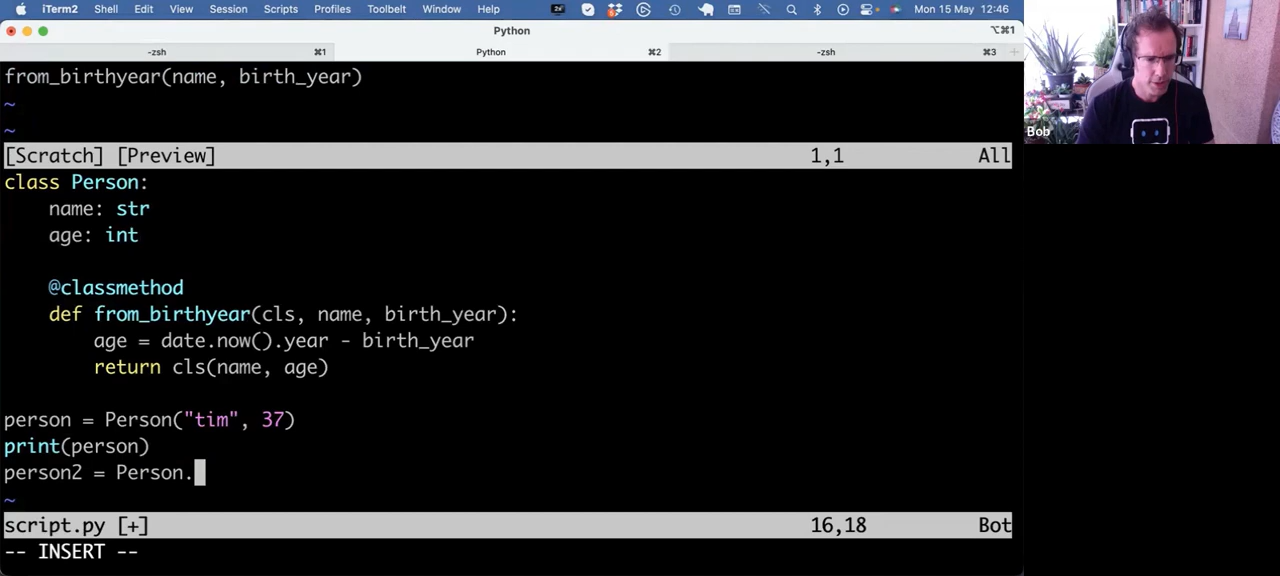 iTerm2 Shell Edit View Session Scripts Profiles Toolbelt Window Help Mon 15 May 12:46
Python ⌥⌘1
-zsh ⌘1 Python ⌘2 -zsh ⌘3
from_birthyear(name, birth_year)
~
~
[Scratch] [Preview] 1,1 All
class Person:
    name: str
    age: int
    @classmethod
    def from_birthyear(cls, name, birth_year):
        age = date.now().year - birth_year
        return cls(name, age)
person = Person("tim", 37)
print(person)
person2 = Person.
~
script.py [+] 16,18 Bot
-- INSERT --
Bob